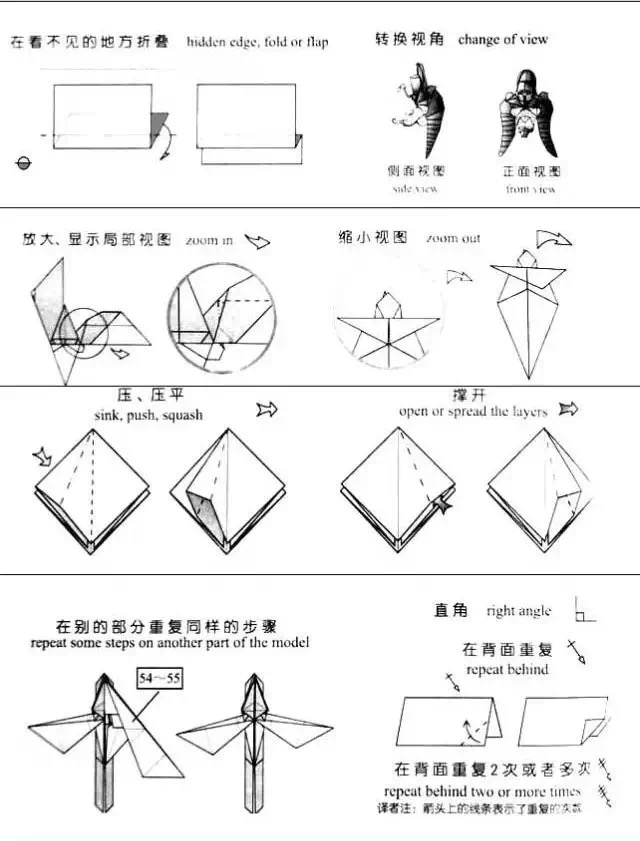 在看不见的地方折叠 hidden edge, fold or flap
转换视角 change of view
侧面视图
side view
正面视图
front view
放大、显示局部视图 zoom in
缩小视图 zoom out
压、压平
sink, push, squash
撑开
open or spread the layers
在别的部分重复同样的步骤
repeat some steps on another part of the model
54～55
直角 right angle
在背面重复
repeat behind
在背面重复2次或者多次
repeat behind two or more times
译者注：箭头上的线条表示了重复的次数